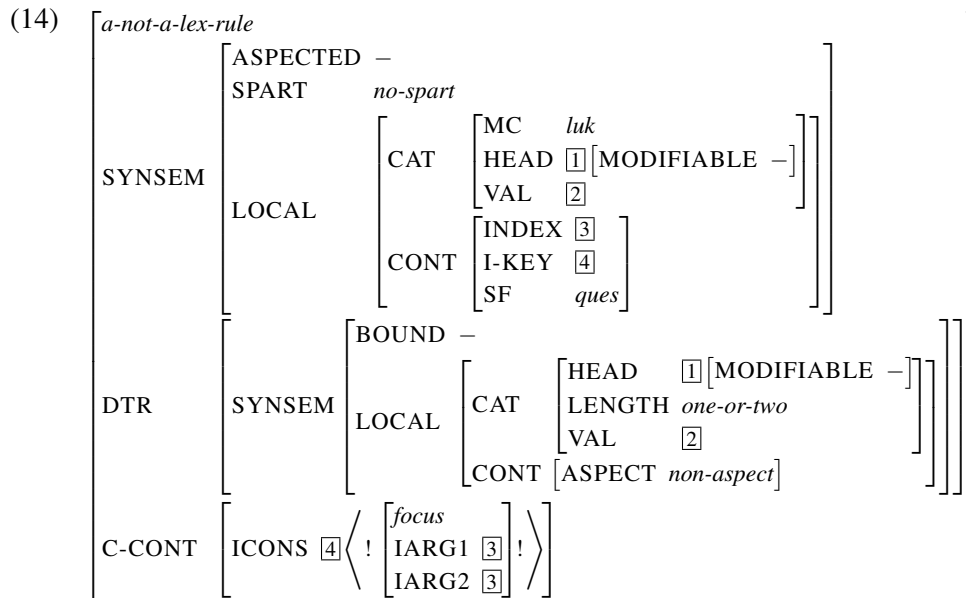 (14)
a-not-a-lex-rule
ASPECTED −
SPART no-spart
MC luk
CAT HEAD 1 [MODIFIABLE −]
VAL 2
SYNSEM
LOCAL
INDEX 3
CONT I-KEY 4
SF ques
BOUND −
HEAD 1 [MODIFIABLE −]
DTR SYNSEM CAT LENGTH one-or-two
LOCAL VAL 2
CONT [ASPECT non-aspect]
focus
C-CONT [ICONS 4 ⟨ ! IARG1 3 ! ⟩]
IARG2 3